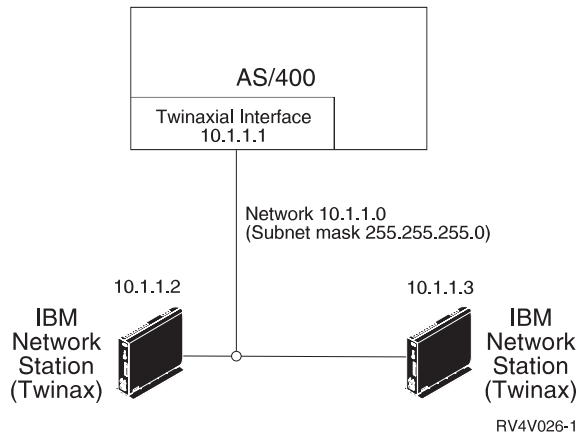 AS/400
Twinaxial Interface
10.1.1.1
Network 10.1.1.0
(Subnet mask 255.255.255.0)
10.1.1.2
IBM
Network
Station
(Twinax)
10.1.1.3
IBM
Network
Station
(Twinax)
RV4V026-1